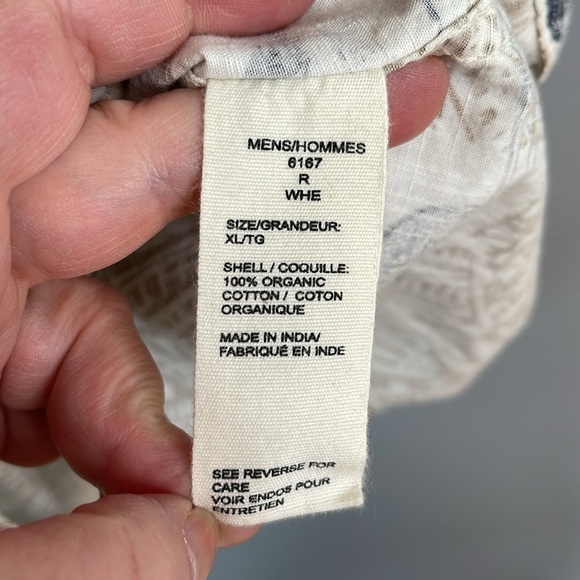 MENS/HOMMES
6167
R
WHE
SIZE/GRANDEUR:
XL/TG
SHELL / COQUILLE:
100% ORGANIC
COTTON / COTON
ORGANIQUE
MADE IN INDIA/
FABRIQUÉ EN INDE
SEE REVERSE FOR
CARE
VOIR ENDOS POUR
ENTRETIEN